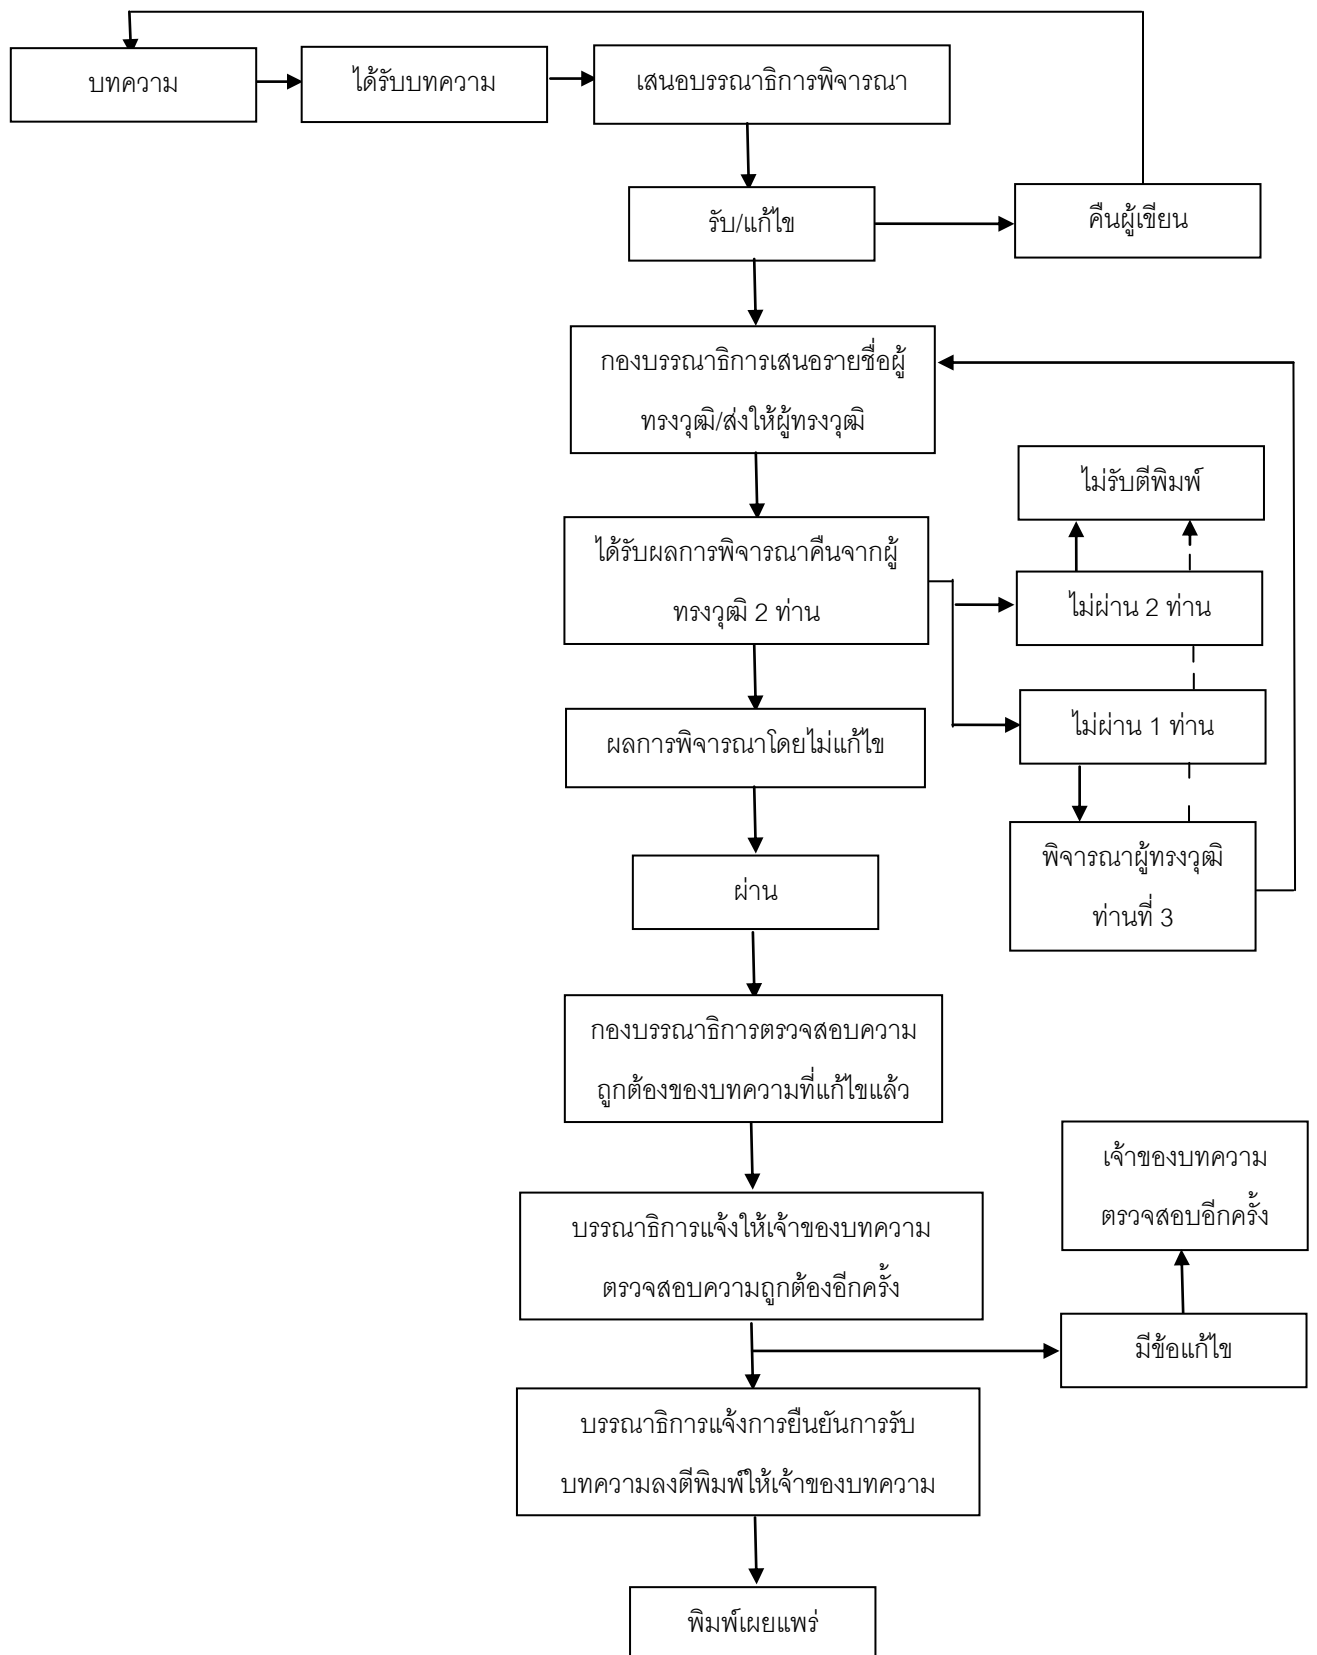 บทความ
ได้รับบทความ
เสนอบรรณาธิการพิจารณา
รับ/แก้ไข
คืนผู้เขียน
กองบรรณาธิการเสนอรายชื่อผู้
ทรงวุฒิ/ส่งให้ผู้ทรงวุฒิ
ไม่รับตีพิมพ์
ได้รับผลการพิจารณาคืนจากผู้
ทรงวุฒิ 2 ท่าน
ไม่ผ่าน 2 ท่าน
ไม่ผ่าน 1 ท่าน
ผลการพิจารณาโดยไม่แก้ไข
พิจารณาผู้ทรงวุฒิ
ท่านที่ 3
ผ่าน
กองบรรณาธิการตรวจสอบความ
ถูกต้องของบทความที่แก้ไขแล้ว
เจ้าของบทความ
ตรวจสอบอีกครั้ง
บรรณาธิการแจ้งให้เจ้าของบทความ
ตรวจสอบความถูกต้องอีกครั้ง
มีข้อแก้ไข
บรรณาธิการแจ้งการยืนยันการรับ
บทความลงตีพิมพ์ให้เจ้าของบทความ
พิมพ์เผยแพร่